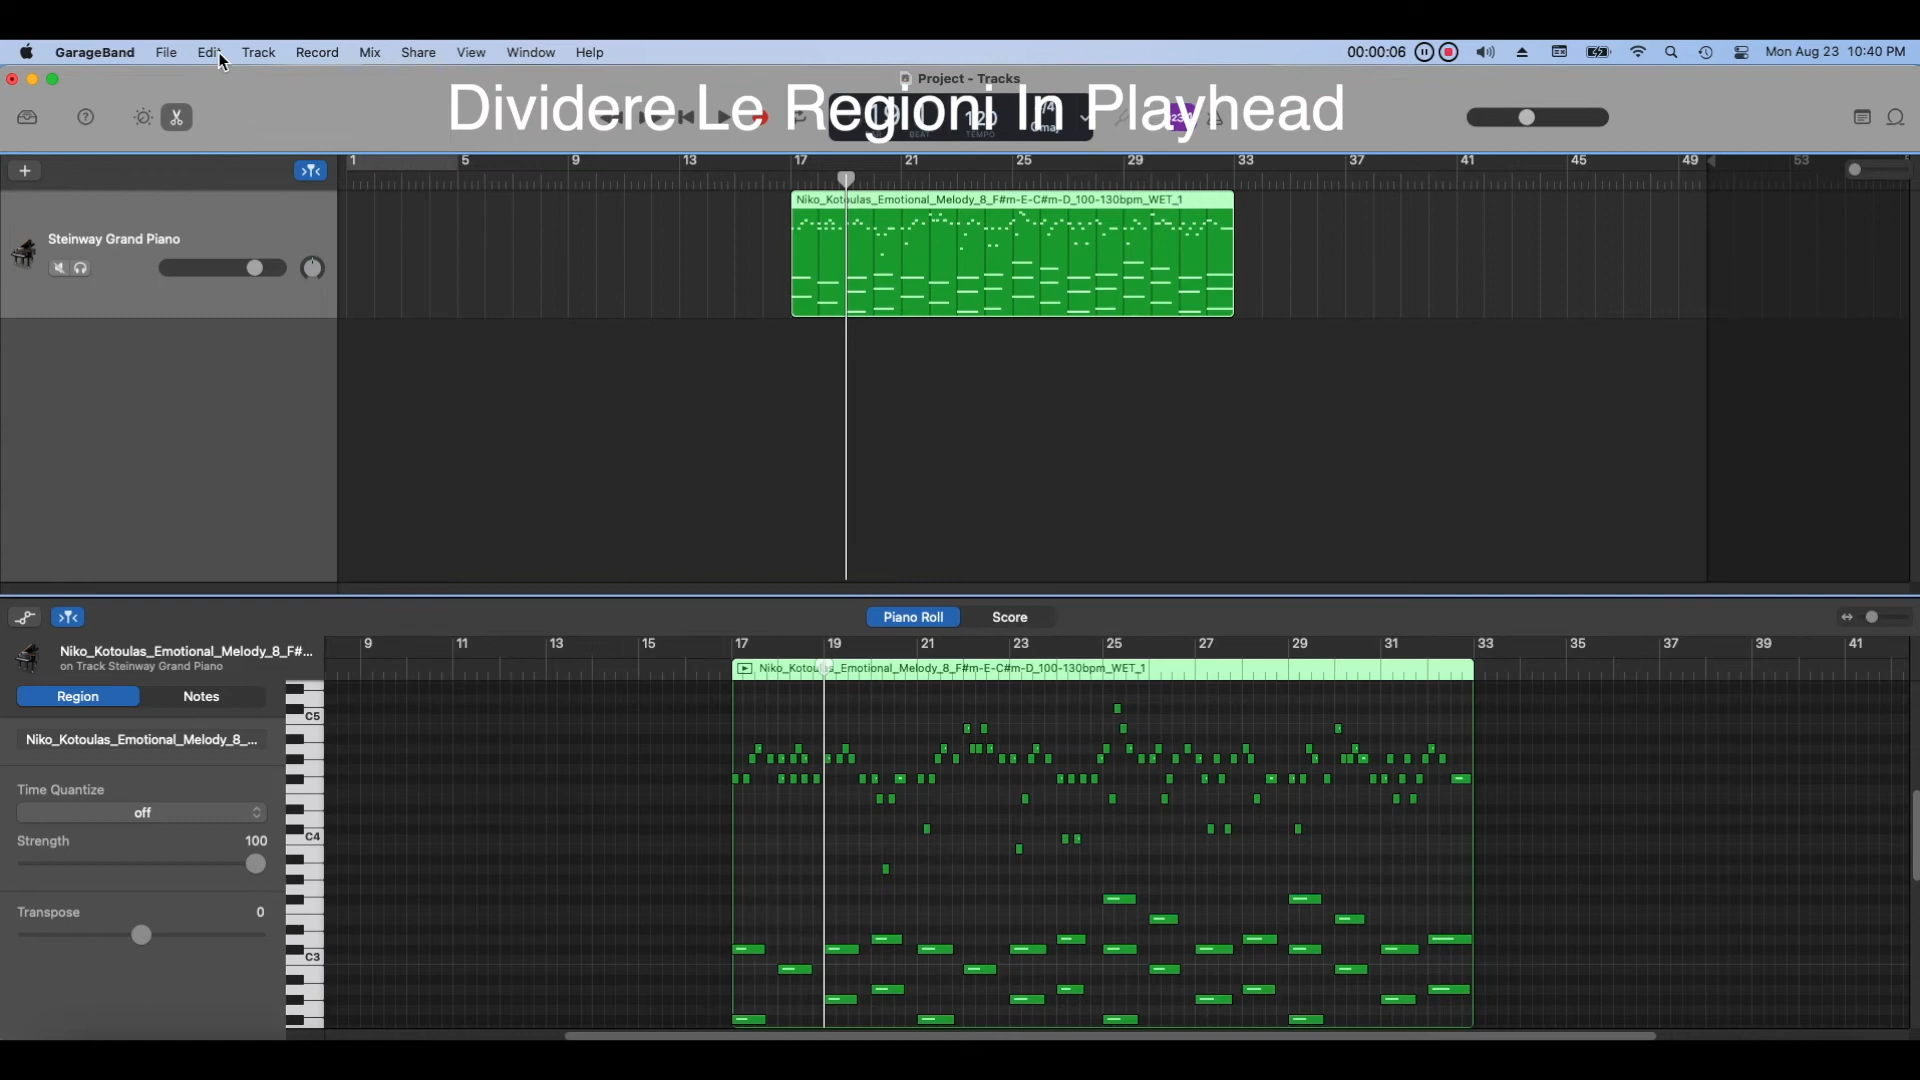 GarageBand File Edit Track Record Mix Share View Window Help 00:00:06 Mon Aug 23 10:40 PM
Project - Tracks
Dividere Le Regioni In Playhead
120
Cmaj
BEAT TEMPO
1 5 9 13 17 21 25 29 33 37 41 45 49 53
Niko_Kotoulas_Emotional_Melody_8_F#m-E-C#m-D_100-130bpm_WET_1
Steinway Grand Piano
Piano Roll Score
9 11 13 15 17 19 21 23 25 27 29 31 33 35 37 39 41
Niko_Kotoulas_Emotional_Melody_8_F#...
on Track Steinway Grand Piano
Niko_Kotoulas_Emotional_Melody_8_F#m-E-C#m-D_100-130bpm_WET_1
Region Notes
C5
Niko_Kotoulas_Emotional_Melody_8_...
Time Quantize
off
C4
Strength 100
Transpose 0
C3